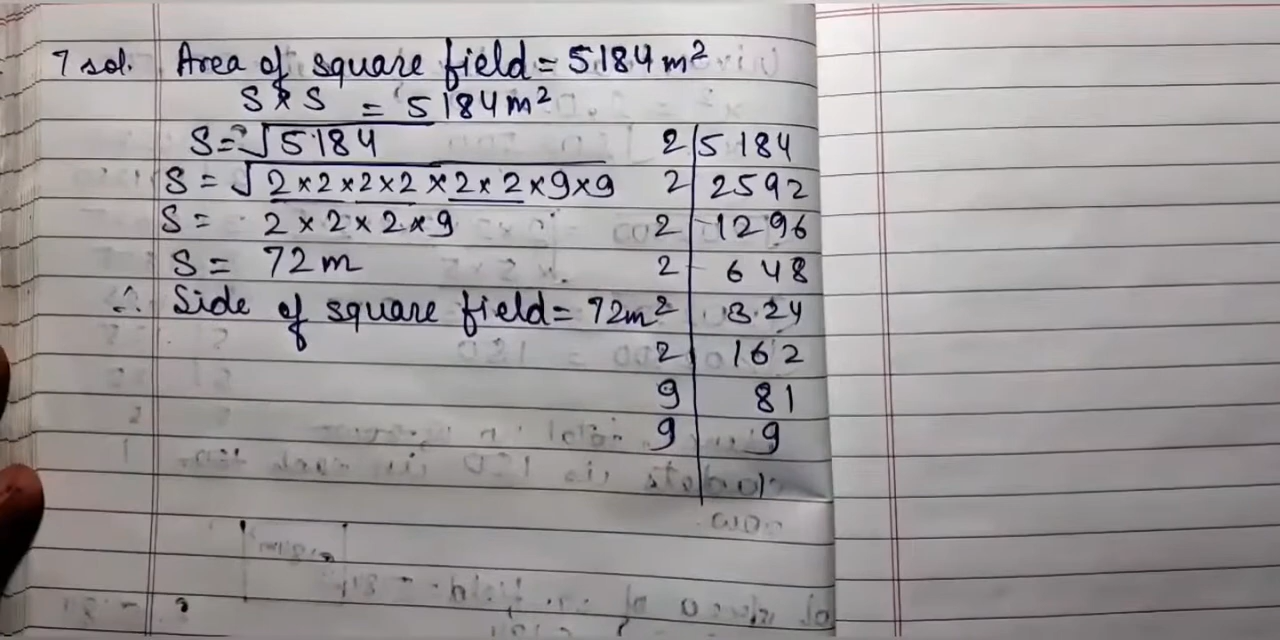 7 sol. Area of square field = 5184 m²
S × S = 5184 m²
S = √5184
S = √2×2×2×2×2×2×9×9
S = 2×2×2×9
S = 72 m
∴ Side of square field = 72m²
2 | 5184
2 | 2592
2 | 1296
2 | 648
| 324
2 | 162
9 | 81
9 | 9